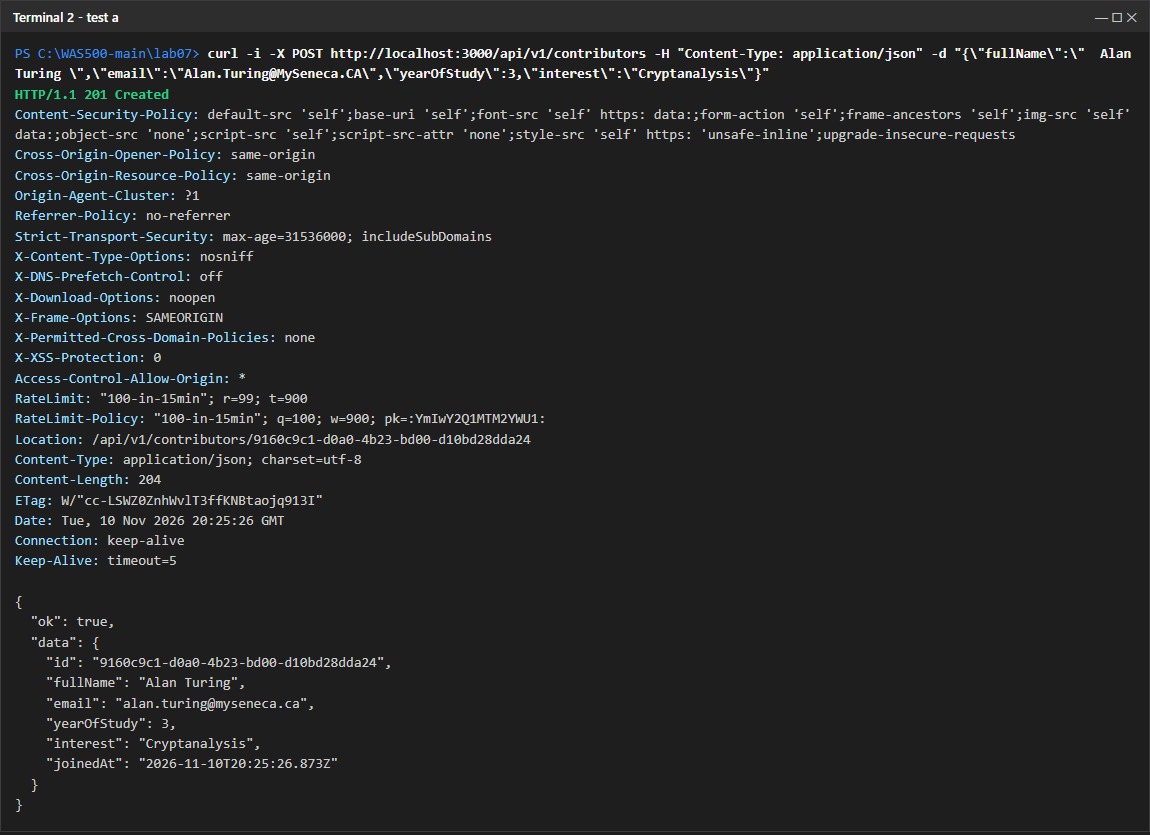 Terminal 2 - test a
PS C:\WAS500-main\lab07> curl -i -X POST http://localhost:3000/api/v1/contributors -H "Content-Type: application/json" -d "{\"fullName\":\"  Alan
Turing \",\"email\":\"Alan.Turing@MySeneca.CA\",\"yearOfStudy\":3,\"interest\":\"Cryptanalysis\"}"
HTTP/1.1 201 Created
Content-Security-Policy: default-src 'self';base-uri 'self';font-src 'self' https: data:;form-action 'self';frame-ancestors 'self';img-src 'self'
data:;object-src 'none';script-src 'self';script-src-attr 'none';style-src 'self' https: 'unsafe-inline';upgrade-insecure-requests
Cross-Origin-Opener-Policy: same-origin
Cross-Origin-Resource-Policy: same-origin
Origin-Agent-Cluster: ?1
Referrer-Policy: no-referrer
Strict-Transport-Security: max-age=31536000; includeSubDomains
X-Content-Type-Options: nosniff
X-DNS-Prefetch-Control: off
X-Download-Options: noopen
X-Frame-Options: SAMEORIGIN
X-Permitted-Cross-Domain-Policies: none
X-XSS-Protection: 0
Access-Control-Allow-Origin: *
RateLimit: "100-in-15min"; r=99; t=900
RateLimit-Policy: "100-in-15min"; q=100; w=900; pk=:YmIwY2Q1MTM2YWU1:
Location: /api/v1/contributors/9160c9c1-d0a0-4b23-bd00-d10bd28dda24
Content-Type: application/json; charset=utf-8
Content-Length: 204
ETag: W/"cc-LSWZ0ZnhWvlT3ffKNBtaojq913I"
Date: Tue, 10 Nov 2026 20:25:26 GMT
Connection: keep-alive
Keep-Alive: timeout=5
{
  "ok": true,
  "data": {
    "id": "9160c9c1-d0a0-4b23-bd00-d10bd28dda24",
    "fullName": "Alan Turing",
    "email": "alan.turing@myseneca.ca",
    "yearOfStudy": 3,
    "interest": "Cryptanalysis",
    "joinedAt": "2026-11-10T20:25:26.873Z"
  }
}